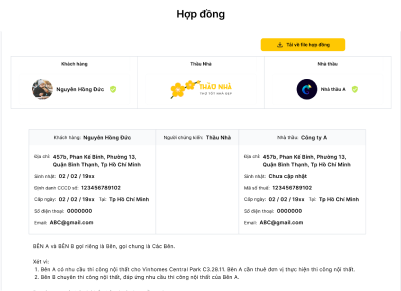 Hợp đồng
Tải về file hợp đồng
Khách hàng
Thầu Nhà
Nhà thầu
Nguyễn Hồng Đức
THẦU NHÀ
THỢ TỐT NHÀ ĐẸP
Nhà thầu A
Khách hàng: Nguyễn Hồng Đức
Người chứng kiến: Thầu Nhà
Nhà thầu: Công ty A
Địa chỉ: 457b, Phan Kế Bính, Phường 13,
Quận Bình Thạnh, Tp Hồ Chí Minh
Sinh nhật: 02 / 02 / 19xx
Định danh CCCD số: 123456789102
Cấp ngày: 02 / 02 / 19xx Tại: Tp Hồ Chí Minh
Số điện thoại: 0000000
Email: ABC@gmail.com
Địa chỉ: 457b, Phan Kế Bính, Phường 13,
Quận Bình Thạnh, Tp Hồ Chí Minh
Sinh nhật: Chưa cập nhật
Mã số thuế: 123456789102
Cấp ngày: 02 / 02 / 19xx Tại: Tp Hồ Chí Minh
Số điện thoại: 0000000
Email: ABC@gmail.com
BÊN A và BÊN B gọi riêng là Bên, gọi chung là Các Bên.
Xét vì:
1. Bên A có nhu cầu thi công nội thất cho Vinhomes Central Park C3.28.11. Bên A cần thuê đơn vị thực hiện thi công nội thất.
2. Bên B chuyên thi công nội thất, đáp ứng nhu cầu thi công nội thất của Bên A.